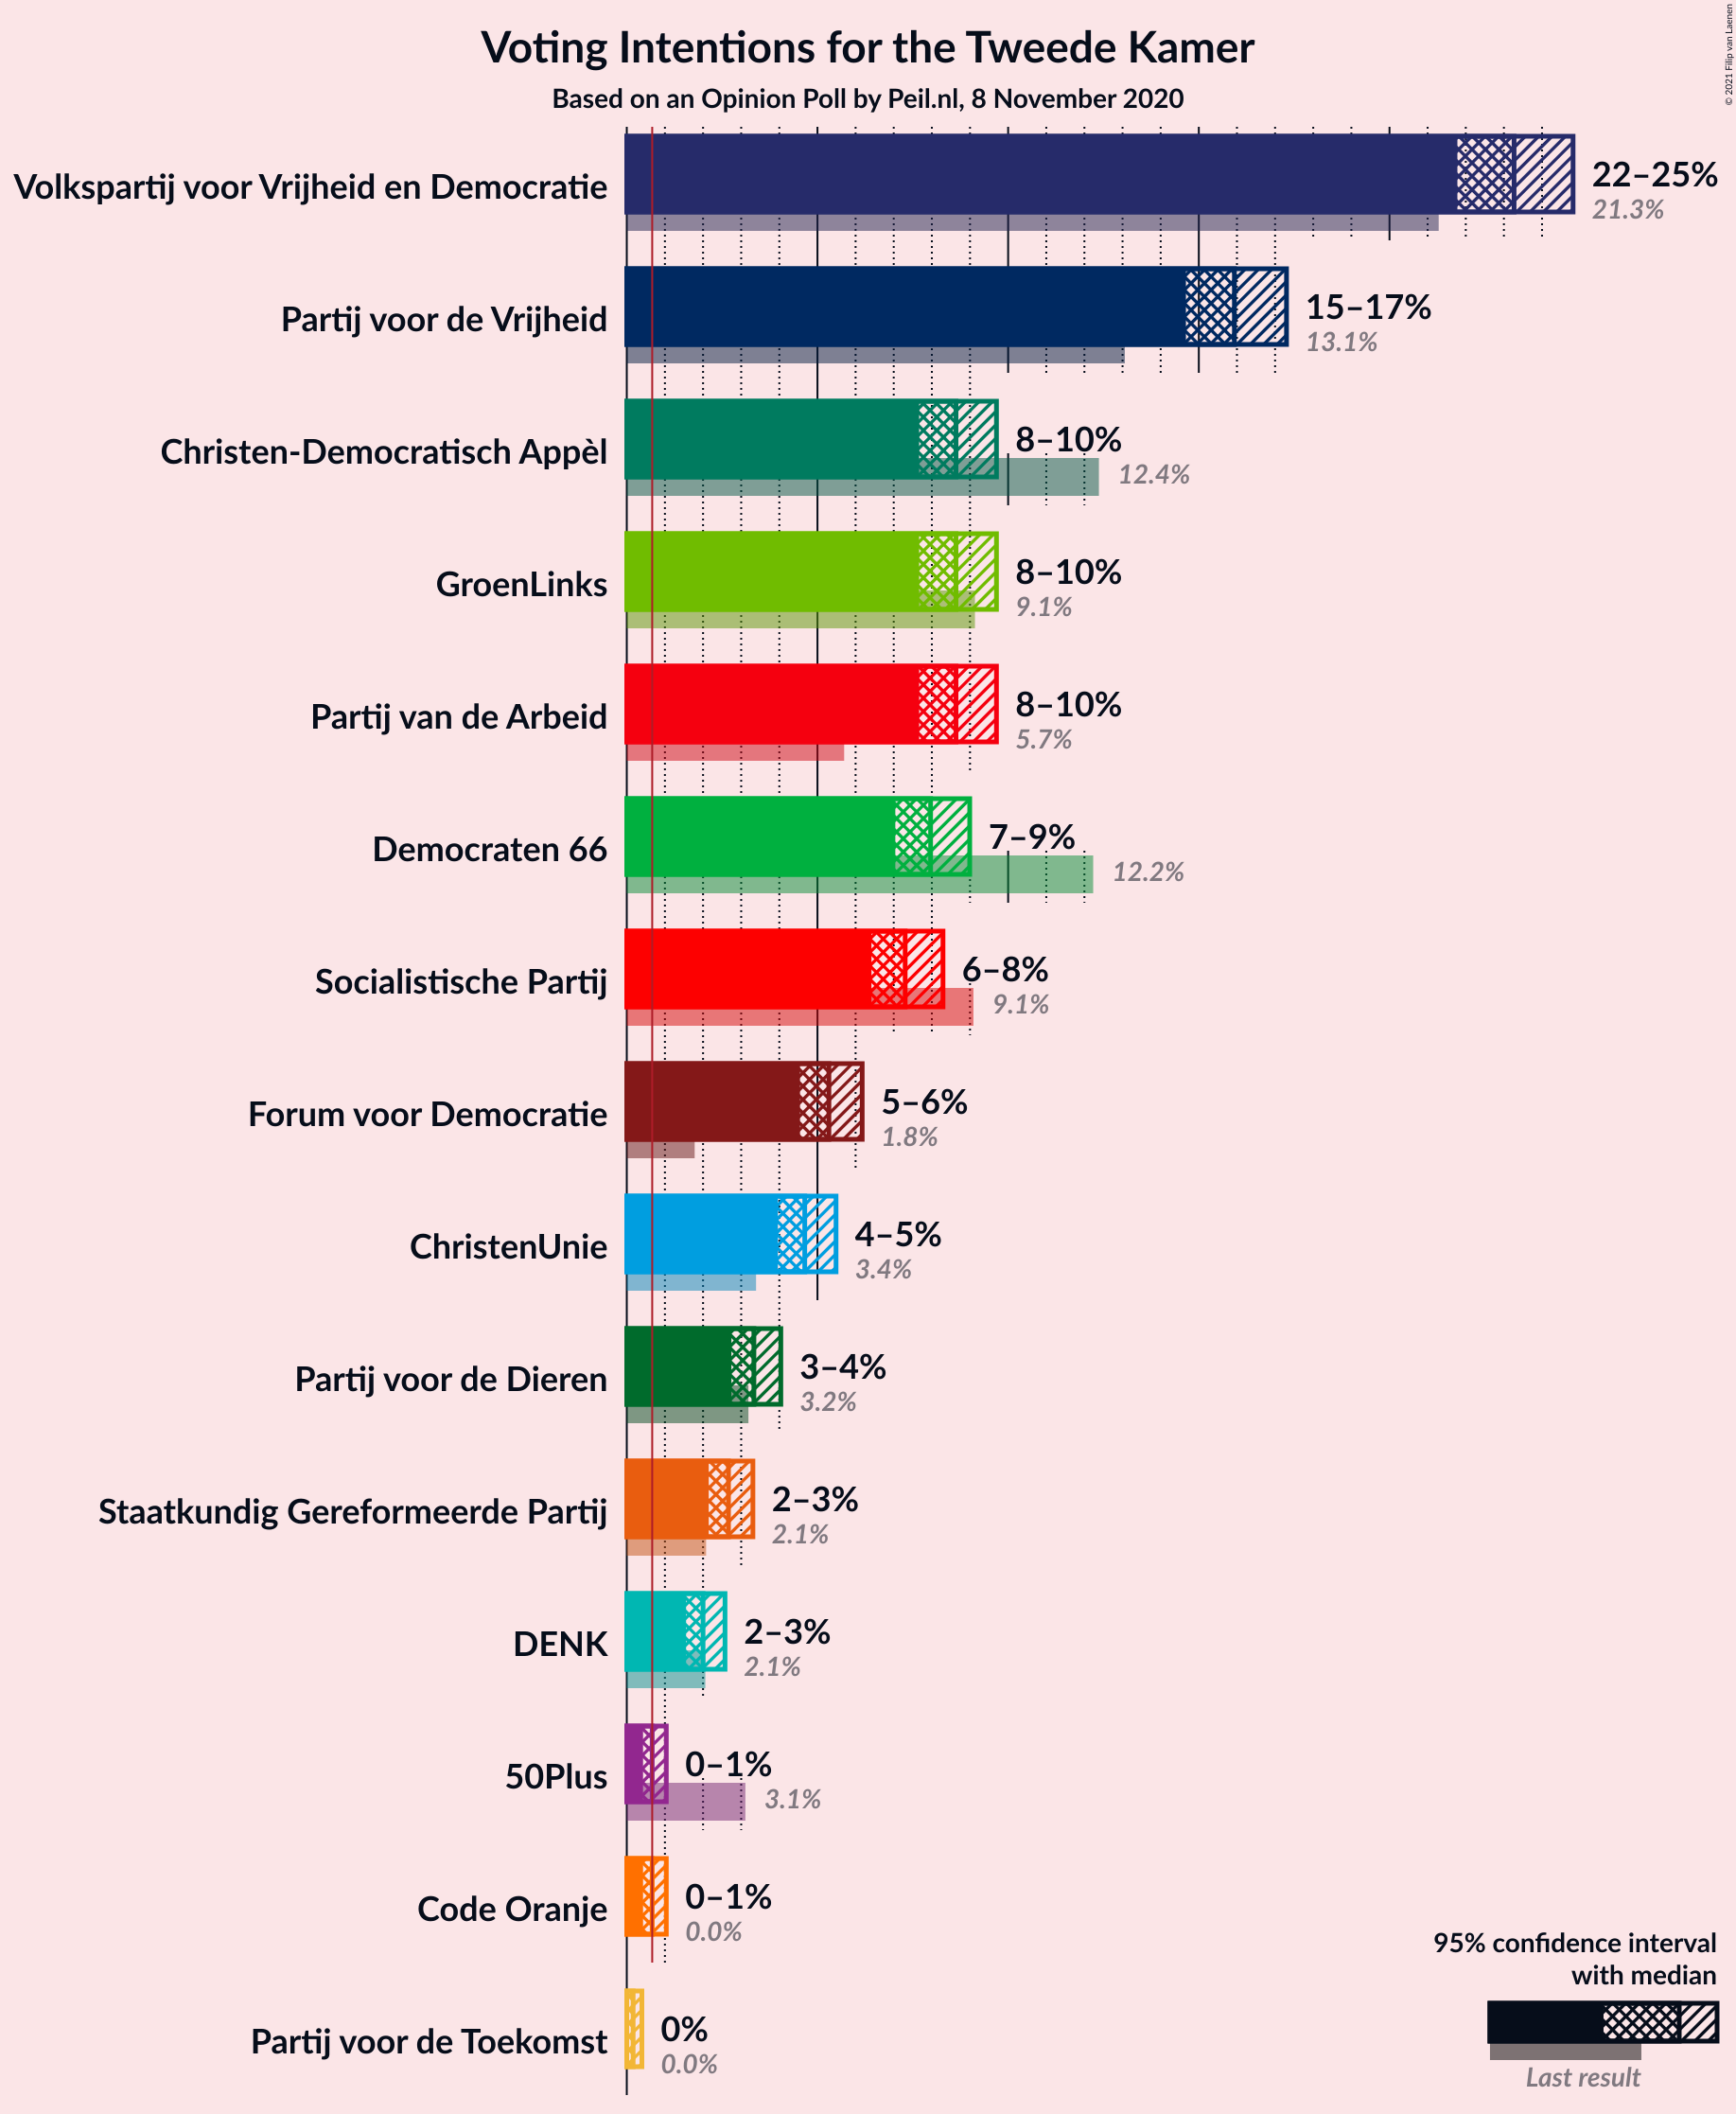 © 2021 Filip van Laenen
Voting Intentions for the Tweede Kamer
Based on an Opinion Poll by Peil.nl, 8 November 2020
Volkspartij voor Vrijheid en Democratie
22–25%
21.3%
Partij voor de Vrijheid
15–17%
13.1%
Christen-Democratisch Appèl
8–10%
12.4%
GroenLinks
8–10%
9.1%
Partij van de Arbeid
8–10%
5.7%
Democraten 66
7–9%
12.2%
Socialistische Partij
6–8%
9.1%
Forum voor Democratie
5–6%
1.8%
ChristenUnie
4–5%
3.4%
Partij voor de Dieren
3–4%
3.2%
Staatkundig Gereformeerde Partij
2–3%
2.1%
DENK
2–3%
2.1%
50Plus
0–1%
3.1%
Code Oranje
0–1%
0.0%
Partij voor de Toekomst
0%
0.0%
95% confidence interval
with median
Last result